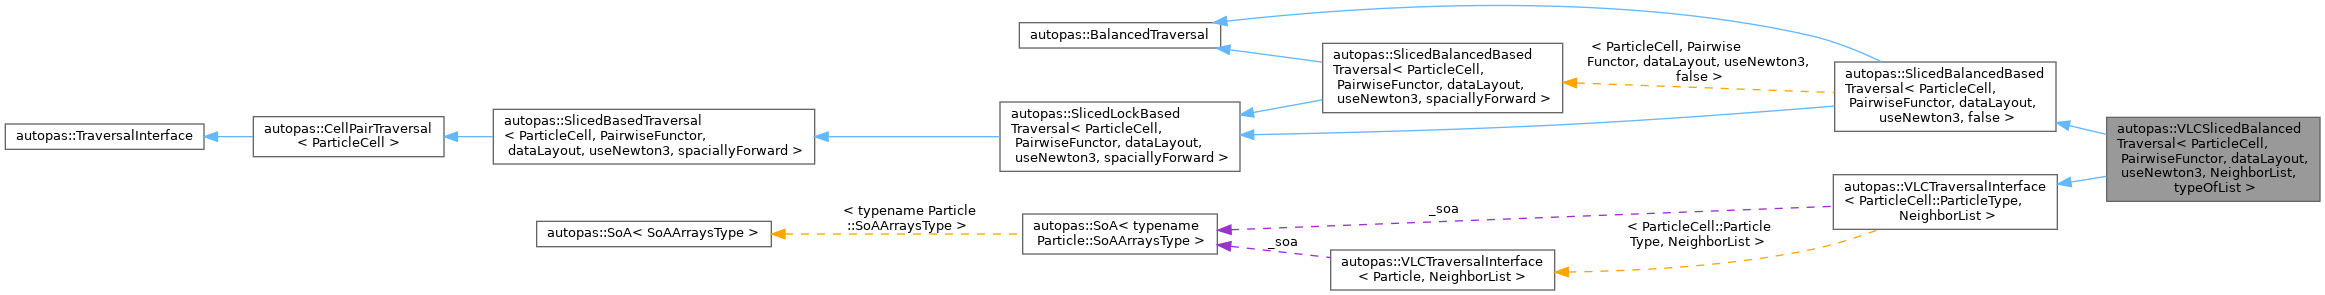 autopas::TraversalInterface
autopas::CellPairTraversal
< ParticleCell >
autopas::SlicedBasedTraversal
< ParticleCell, PairwiseFunctor,
dataLayout, useNewton3, spaciallyForward >
autopas::SoA< SoAArraysType >
< typename Particle
::SoAArraysType >
autopas::BalancedTraversal
autopas::SlicedLockBased
Traversal< ParticleCell,
PairwiseFunctor, dataLayout,
useNewton3, spaciallyForward >
autopas::SoA< typename
Particle::SoAArraysType >
_soa
_soa
autopas::SlicedBalancedBased
Traversal< ParticleCell,
PairwiseFunctor, dataLayout,
useNewton3, spaciallyForward >
autopas::VLCTraversalInterface
< Particle, NeighborList >
< ParticleCell, Pairwise
Functor, dataLayout, useNewton3,
false >
< ParticleCell::Particle
Type, NeighborList >
autopas::SlicedBalancedBased
Traversal< ParticleCell,
PairwiseFunctor, dataLayout,
useNewton3, false >
autopas::VLCTraversalInterface
< ParticleCell::ParticleType,
NeighborList >
autopas::VLCSlicedBalanced
Traversal< ParticleCell,
PairwiseFunctor, dataLayout,
useNewton3, NeighborList,
typeOfList >